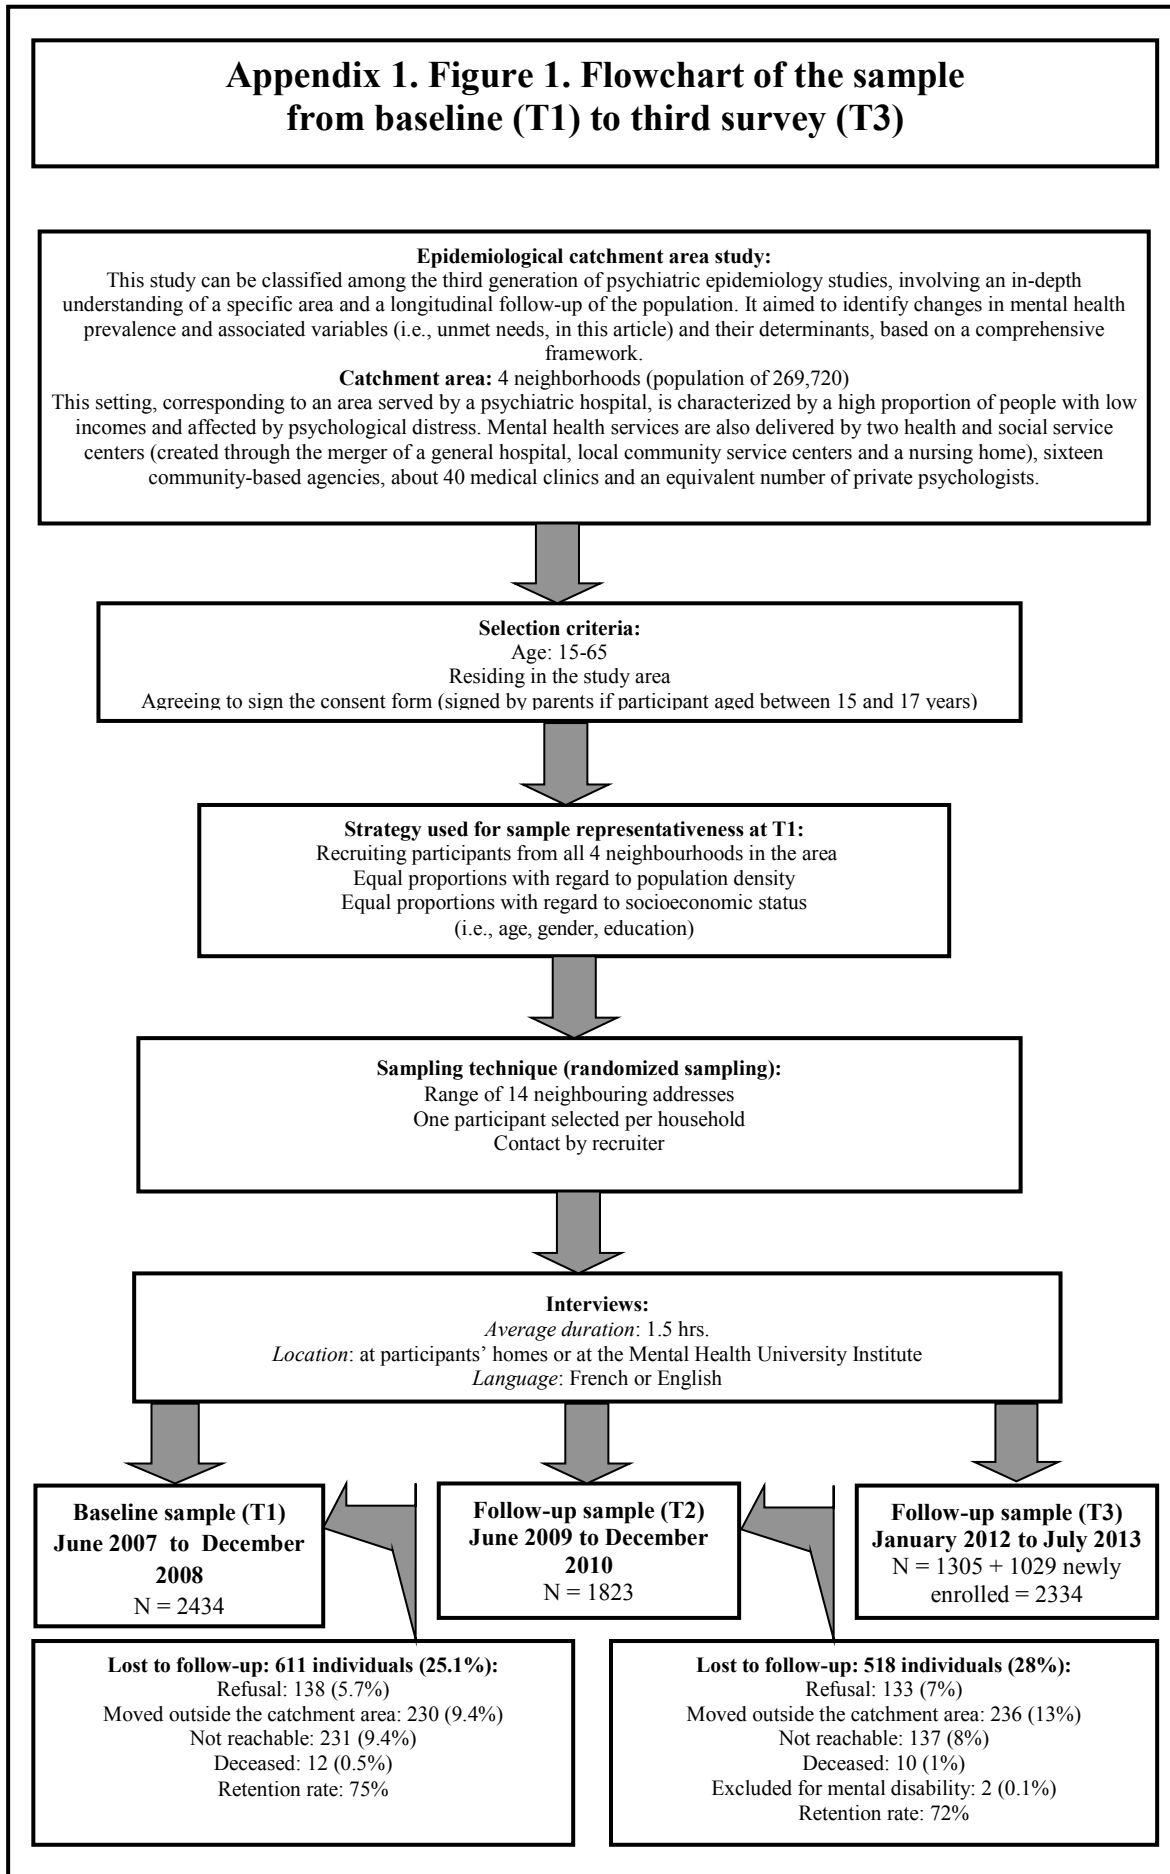 Appendix 1. Figure 1. Flowchart of the sample
from baseline (T1) to third survey (T3)
Epidemiological catchment area study:
This study can be classified among the third generation of psychiatric epidemiology studies, involving an in-depth
understanding of a specific area and a longitudinal follow-up of the population. It aimed to identify changes in mental health
prevalence and associated variables (i.e., unmet needs, in this article) and their determinants, based on a comprehensive
framework.
Catchment area: 4 neighborhoods (population of 269,720)
This setting, corresponding to an area served by a psychiatric hospital, is characterized by a high proportion of people with low
incomes and affected by psychological distress. Mental health services are also delivered by two health and social service
centers (created through the merger of a general hospital, local community service centers and a nursing home), sixteen
community-based agencies, about 40 medical clinics and an equivalent number of private psychologists.
Selection criteria:
Age: 15-65
Residing in the study area
Agreeing to sign the consent form (signed by parents if participant aged between 15 and 17 years)
Strategy used for sample representativeness at T1:
Recruiting participants from all 4 neighbourhoods in the area
Equal proportions with regard to population density
Equal proportions with regard to socioeconomic status
(i.e., age, gender, education)
Sampling technique (randomized sampling):
Range of 14 neighbouring addresses
One participant selected per household
Contact by recruiter
Interviews:
Average duration: 1.5 hrs.
Location: at participants' homes or at the Mental Health University Institute
Language: French or English
Baseline sample (T1)
June 2007 to December
2008
N = 2434
Follow-up sample (T2)
June 2009 to December
2010
N = 1823
Follow-up sample (T3)
January 2012 to July 2013
N = 1305 + 1029 newly
enrolled = 2334
Lost to follow-up: 611 individuals (25.1%):
Refusal: 138 (5.7%)
Moved outside the catchment area: 230 (9.4%)
Not reachable: 231 (9.4%)
Deceased: 12 (0.5%)
Retention rate: 75%
Lost to follow-up: 518 individuals (28%):
Refusal: 133 (7%)
Moved outside the catchment area: 236 (13%)
Not reachable: 137 (8%)
Deceased: 10 (1%)
Excluded for mental disability: 2 (0.1%)
Retention rate: 72%